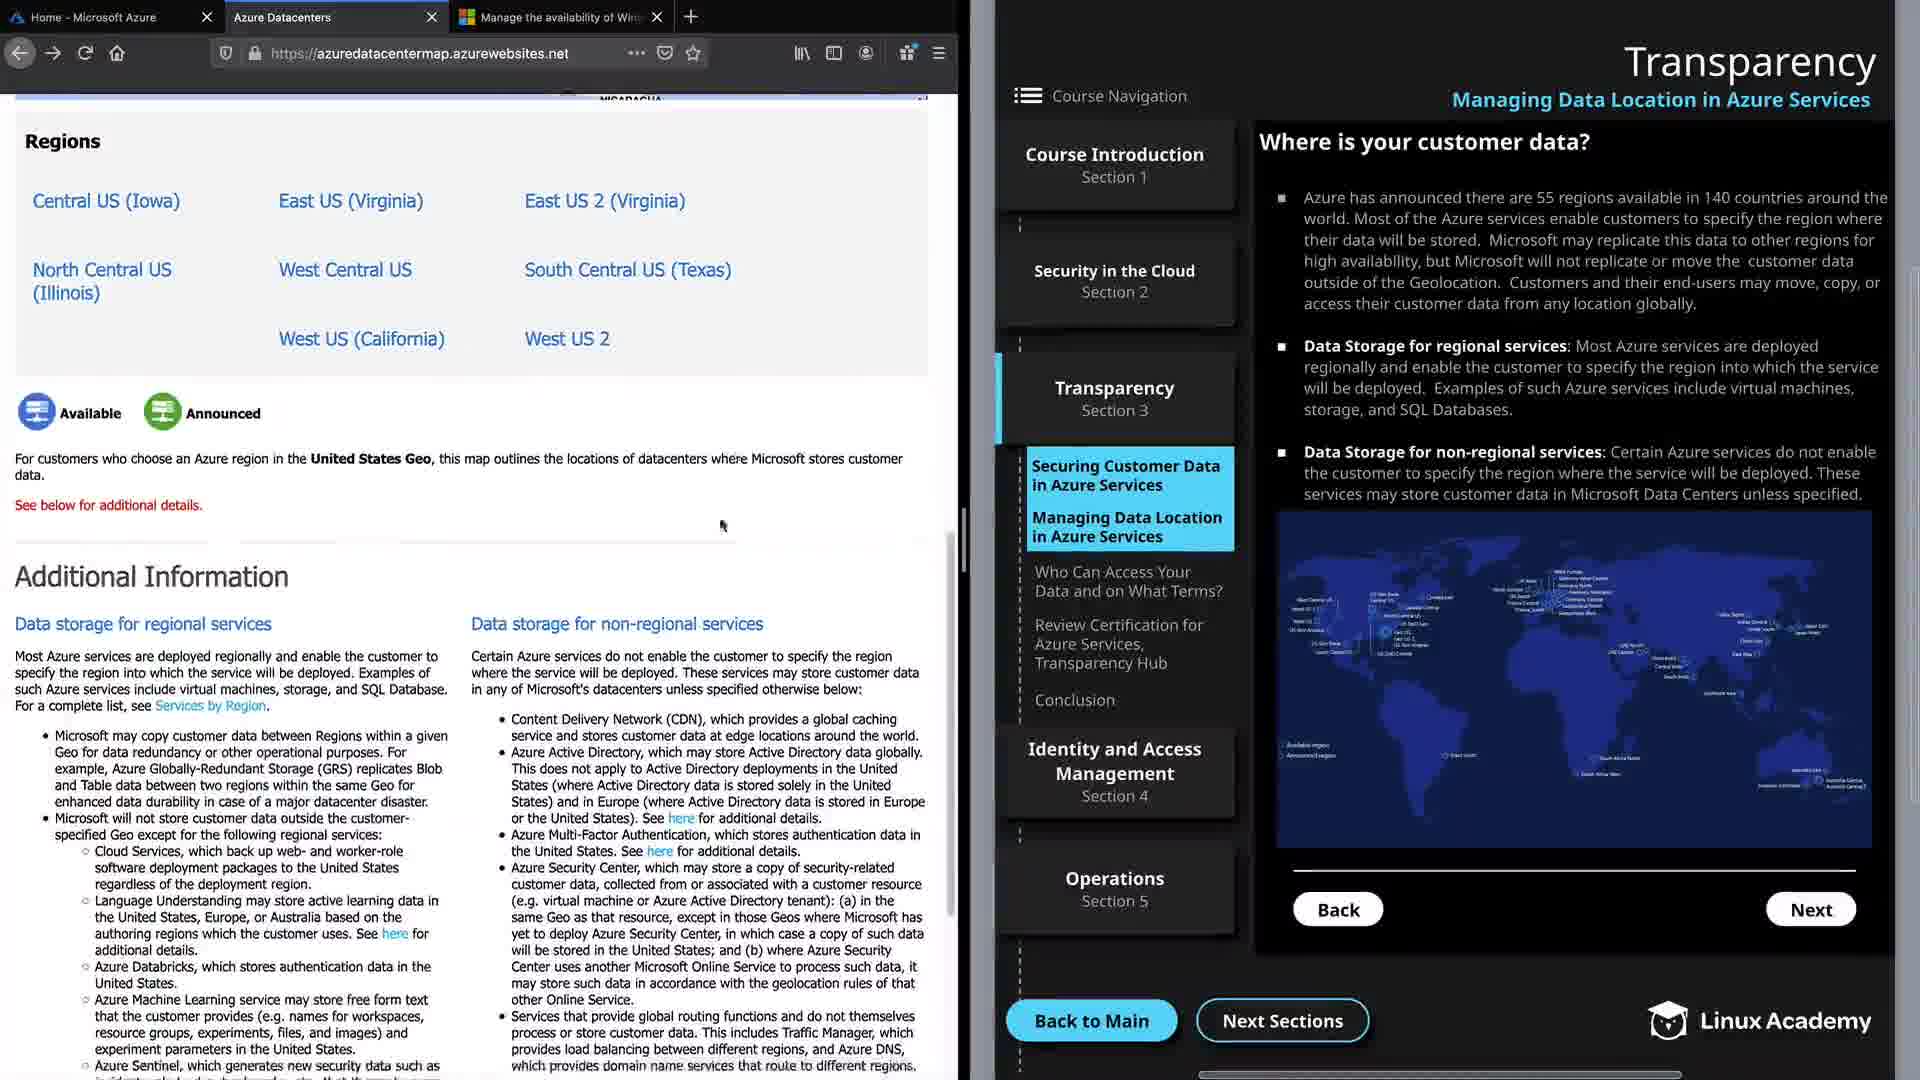 Home - Microsoft Azure
Azure Datacenters
Manage the availability of Win
https://azuredatacentermap.azurewebsites.net
NICARAGUA
Regions
Central US (Iowa)
East US (Virginia)
East US 2 (Virginia)
North Central US
(Illinois)
West Central US
South Central US (Texas)
West US (California)
West US 2
Available
Announced
For customers who choose an Azure region in the United States Geo, this map outlines the locations of datacenters where Microsoft stores customer
data.
See below for additional details.
Additional Information
Data storage for regional services
Most Azure services are deployed regionally and enable the customer to
specify the region into which the service will be deployed. Examples of
such Azure services include virtual machines, storage, and SQL Database.
For a complete list, see Services by Region.
• Microsoft may copy customer data between Regions within a given
Geo for data redundancy or other operational purposes. For
example, Azure Globally-Redundant Storage (GRS) replicates Blob
and Table data between two regions within the same Geo for
enhanced data durability in case of a major datacenter disaster.
• Microsoft will not store customer data outside the customer-
specified Geo except for the following regional services:
○ Cloud Services, which back up web- and worker-role
software deployment packages to the United States
regardless of the deployment region.
○ Language Understanding may store active learning data in
the United States, Europe, or Australia based on the
authoring regions which the customer uses. See here for
additional details.
○ Azure Databricks, which stores authentication data in the
United States.
○ Azure Machine Learning service may store free form text
that the customer provides (e.g. names for workspaces,
resource groups, experiments, files, and images) and
experiment parameters in the United States.
○ Azure Sentinel, which generates new security data such as
Data storage for non-regional services
Certain Azure services do not enable the customer to specify the region
where the service will be deployed. These services may store customer data
in any of Microsoft's datacenters unless specified otherwise below:
• Content Delivery Network (CDN), which provides a global caching
service and stores customer data at edge locations around the world.
• Azure Active Directory, which may store Active Directory data globally.
This does not apply to Active Directory deployments in the United
States (where Active Directory data is stored solely in the United
States) and in Europe (where Active Directory data is stored in Europe
or the United States). See here for additional details.
• Azure Multi-Factor Authentication, which stores authentication data in
the United States. See here for additional details.
• Azure Security Center, which may store a copy of security-related
customer data, collected from or associated with a customer resource
(e.g. virtual machine or Azure Active Directory tenant): (a) in the
same Geo as that resource, except in those Geos where Microsoft has
yet to deploy Azure Security Center, in which case a copy of such data
will be stored in the United States; and (b) where Azure Security
Center uses another Microsoft Online Service to process such data, it
may store such data in accordance with the geolocation rules of that
other Online Service.
• Services that provide global routing functions and do not themselves
process or store customer data. This includes Traffic Manager, which
provides load balancing between different regions, and Azure DNS,
which provides domain name services that route to different regions.
Transparency
Managing Data Location in Azure Services
Course Navigation
Course Introduction
Section 1
Security in the Cloud
Section 2
Transparency
Section 3
Securing Customer Data
in Azure Services
Managing Data Location
in Azure Services
Who Can Access Your
Data and on What Terms?
Review Certification for
Azure Services,
Transparency Hub
Conclusion
Identity and Access
Management
Section 4
Operations
Section 5
Where is your customer data?
▪ Azure has announced there are 55 regions available in 140 countries around the
world. Most of the Azure services enable customers to specify the region where
their data will be stored. Microsoft may replicate this data to other regions for
high availability, but Microsoft will not replicate or move the customer data
outside of the Geolocation. Customers and their end-users may move, copy, or
access their customer data from any location globally.
▪ Data Storage for regional services: Most Azure services are deployed
regionally and enable the customer to specify the region into which the service
will be deployed. Examples of such Azure services include virtual machines,
storage, and SQL Databases.
▪ Data Storage for non-regional services: Certain Azure services do not enable
the customer to specify the region where the service will be deployed. These
services may store customer data in Microsoft Data Centers unless specified.
Available region
Announced region
Back
Next
Back to Main
Next Sections
Linux Academy